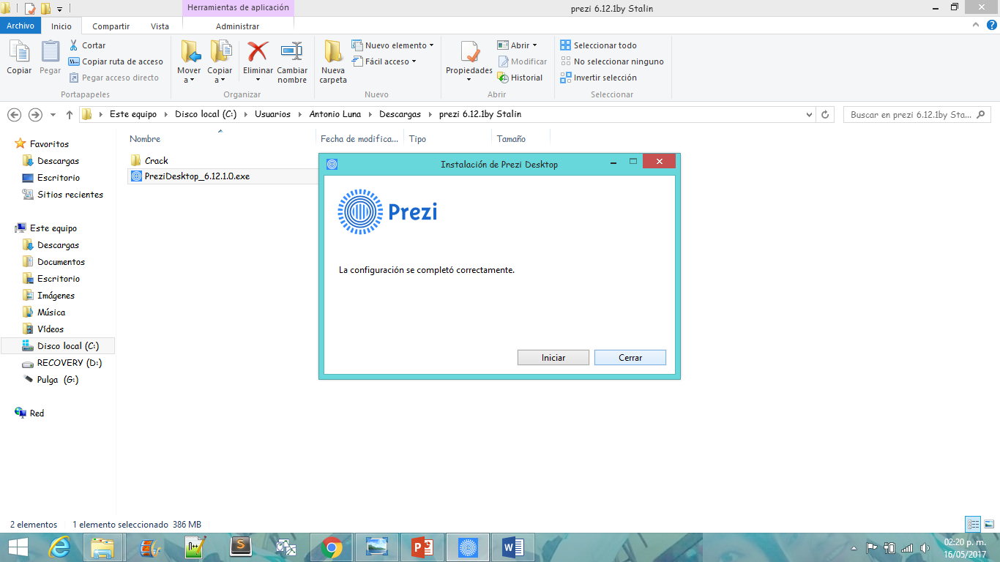 Herramientas de aplicación
prezi 6.12.1by Stalin
Archivo
Inicio
Compartir
Vista
Administrar
Copiar
Pegar
Cortar
Copiar ruta de acceso
Pegar acceso directo
Portapapeles
Mover a
Copiar a
Eliminar
Cambiar nombre
Organizar
Nueva carpeta
Nuevo elemento
Fácil acceso
Nuevo
Propiedades
Abrir
Modificar
Historial
Abrir
Seleccionar todo
No seleccionar ninguno
Invertir selección
Seleccionar
Este equipo
Disco local (C:)
Usuarios
Antonio Luna
Descargas
prezi 6.12.1by Stalin
Buscar en prezi 6.12.1by Sta...
Favoritos
Descargas
Escritorio
Sitios recientes
Este equipo
Descargas
Documentos
Escritorio
Imágenes
Música
Vídeos
Disco local (C:)
RECOVERY (D:)
Pulga (G:)
Red
Nombre
Fecha de modifica...
Tipo
Tamaño
Crack
PreziDesktop_6.12.1.0.exe
Instalación de Prezi Desktop
Prezi
La configuración se completó correctamente.
Iniciar
Cerrar
2 elementos
1 elemento seleccionado 386 MB
02:20 p. m.
16/05/2017